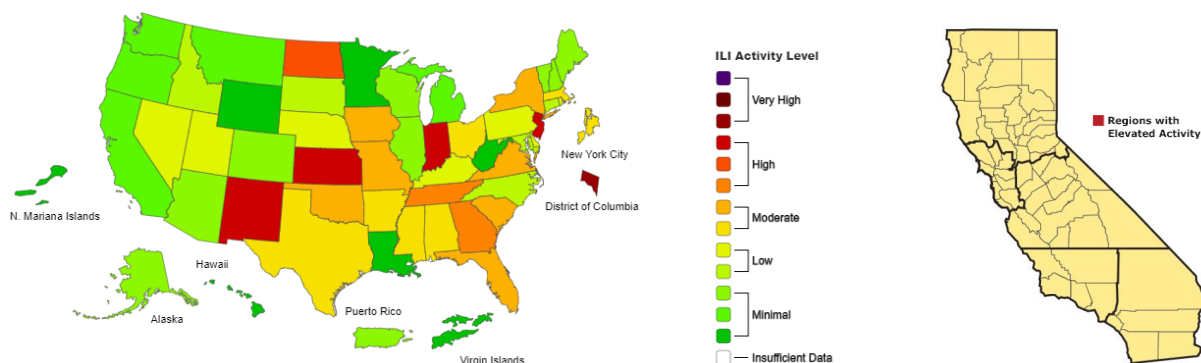 New York City
District of Columbia
N. Mariana Islands
Hawaii
Alaska
Puerto Rico
Virgin Islands
ILI Activity Level
Very High
High
Moderate
Low
Minimal
Insufficient Data
Regions with
Elevated Activity